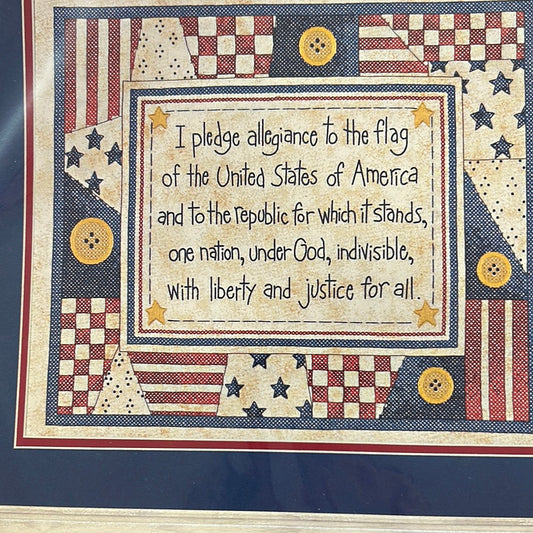 I pledge allegiance to the flag
of the United States of America
and to the republic for which it stands,
one nation, under God, indivisible,
with liberty and justice for all.